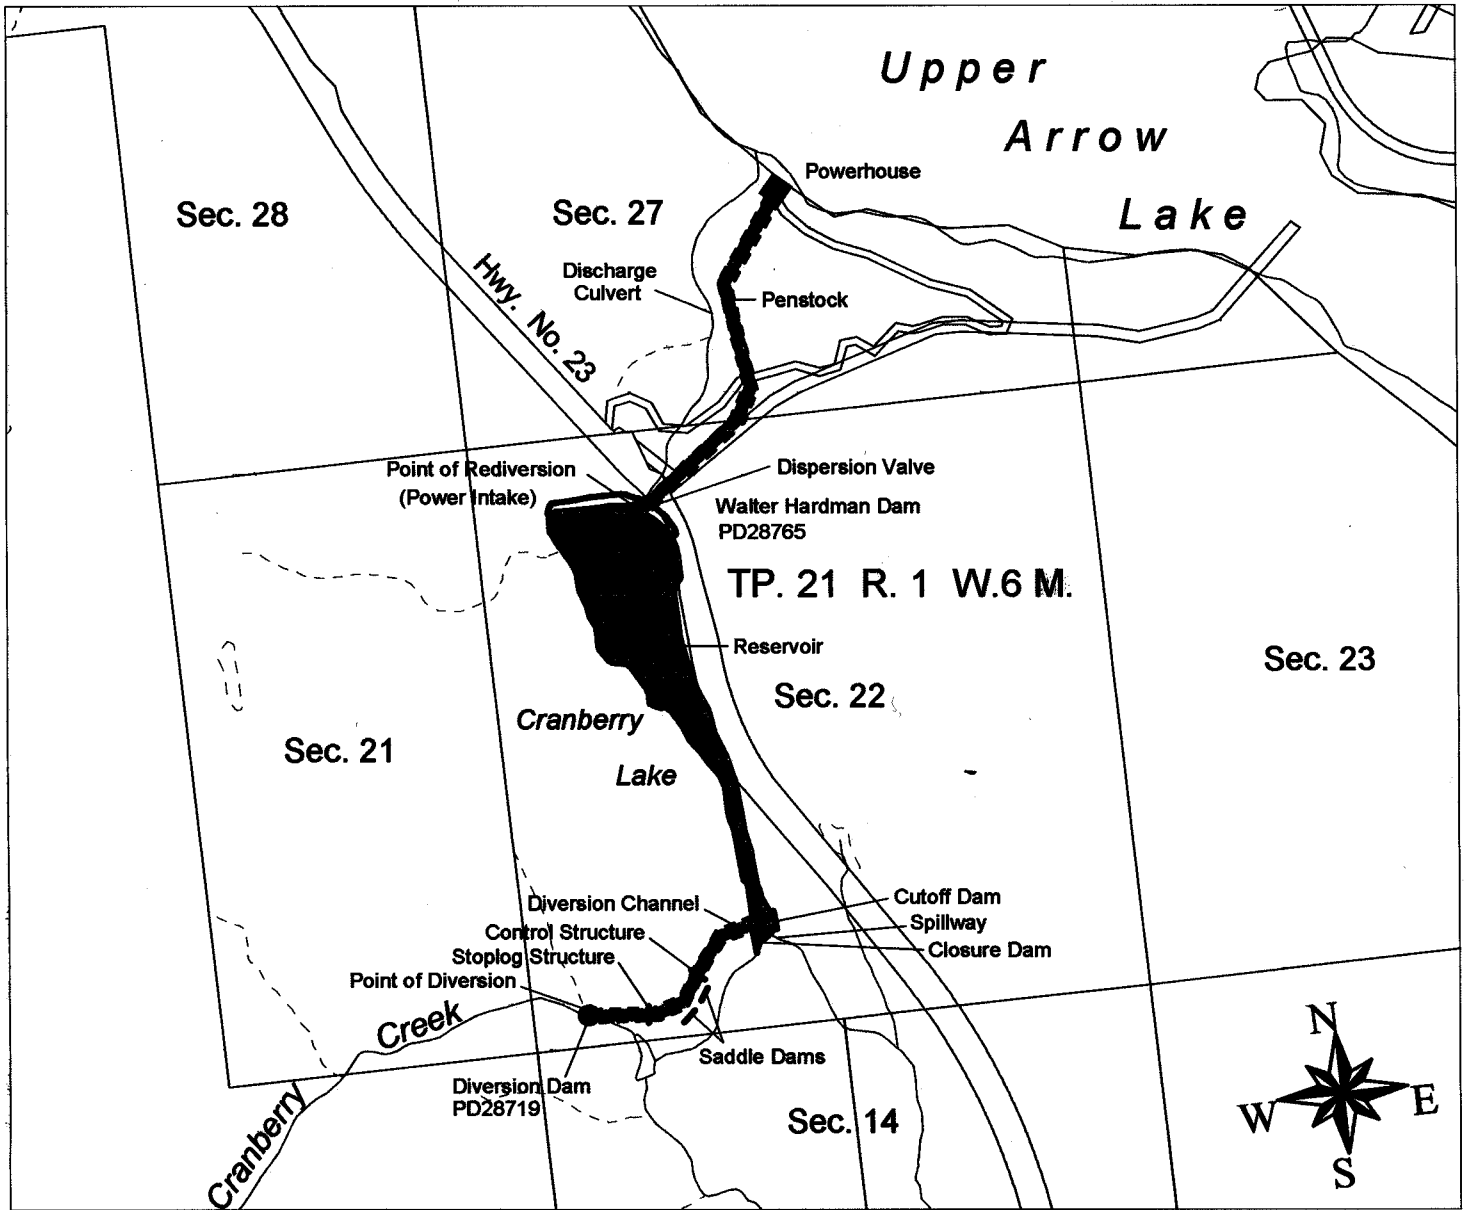 Upper
Arrow
Lake
Powerhouse
Sec. 28
Sec. 27
Discharge
Culvert
Penstock
Hwy. No. 23
Point of Rediversion
(Power Intake)
Dispersion Valve
Walter Hardman Dam
PD28765
TP. 21 R. 1 W.6 M.
Reservoir
Sec. 23
Sec. 22
Cranberry
Lake
Sec. 21
Diversion Channel
Cutoff Dam
Control Structure
Spillway
Stoplog Structure
Closure Dam
Point of Diversion
Cranberry Creek
Saddle Dams
Diversion Dam
PD28719
Sec. 14
N
W
E
S